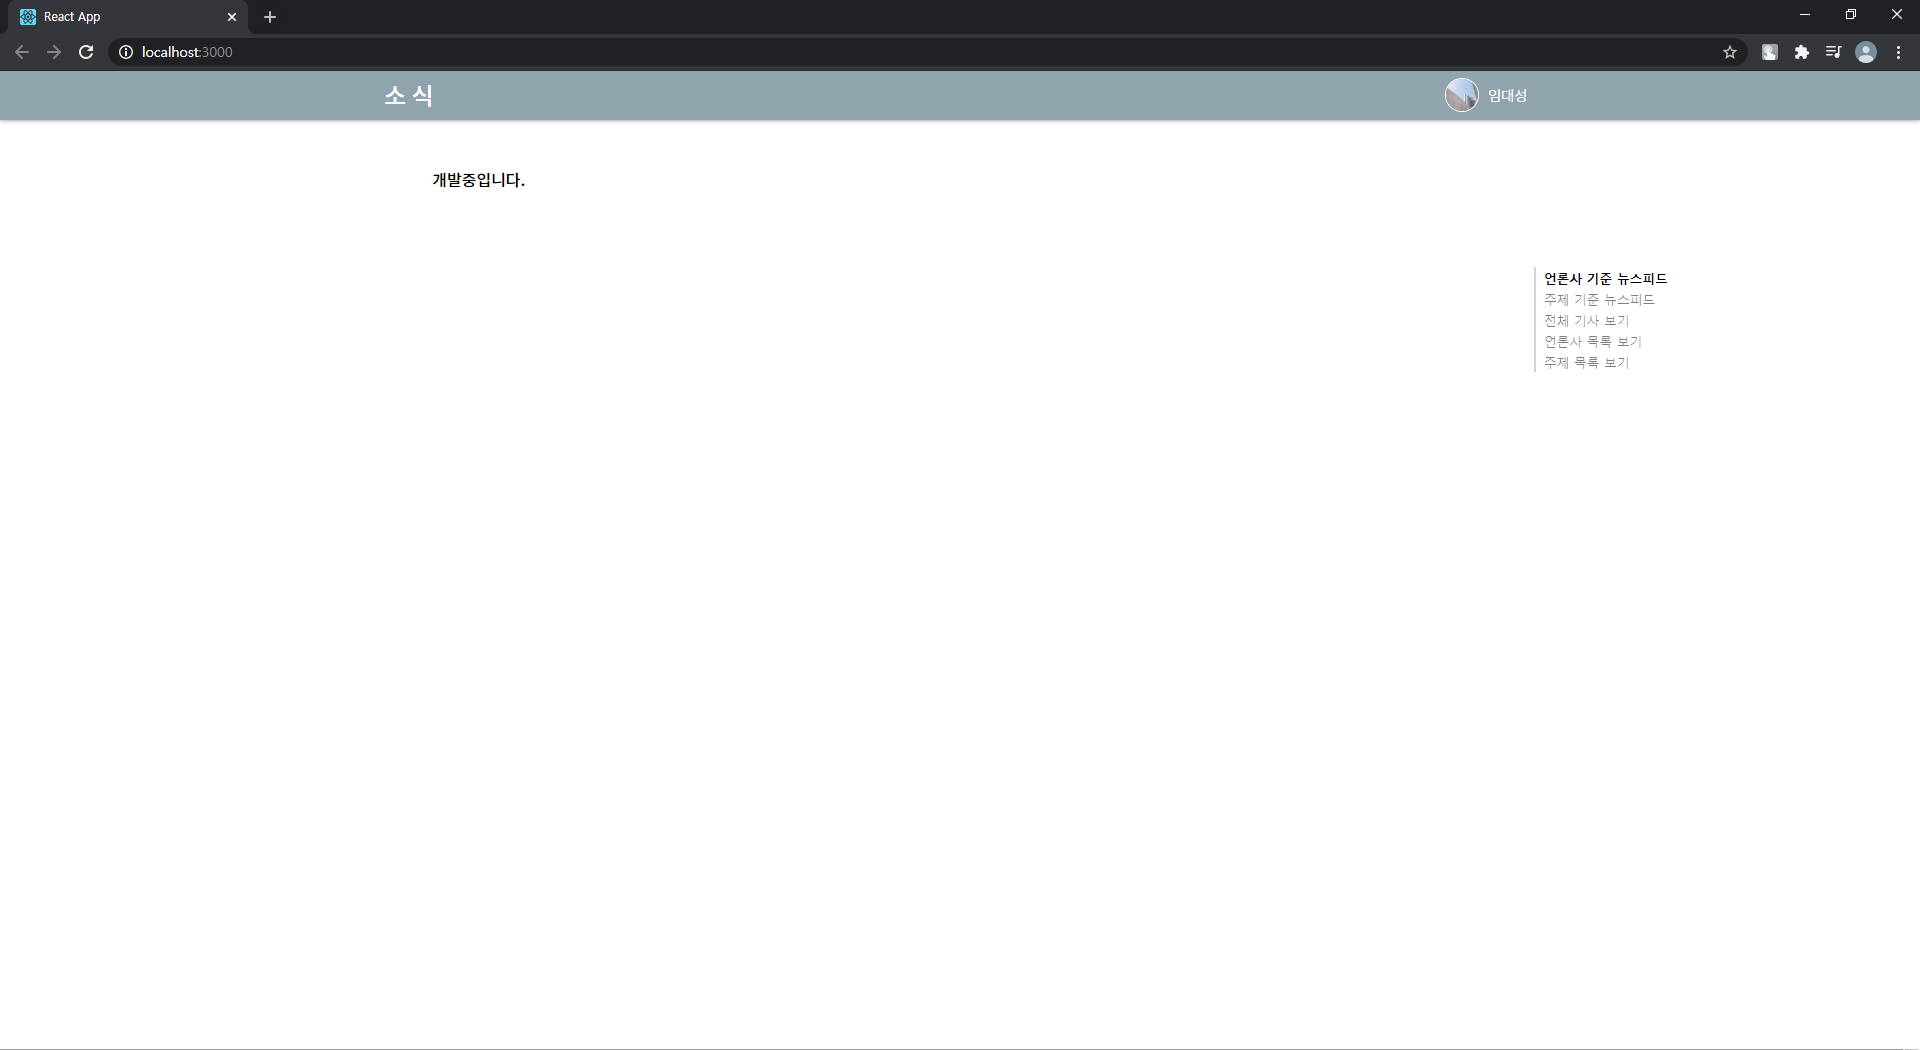 React App
localhost:3000
소 식
임대성
개발중입니다.
언론사 기준 뉴스피드
주제 기준 뉴스피드
전체 기사 보기
언론사 목록 보기
주제 목록 보기